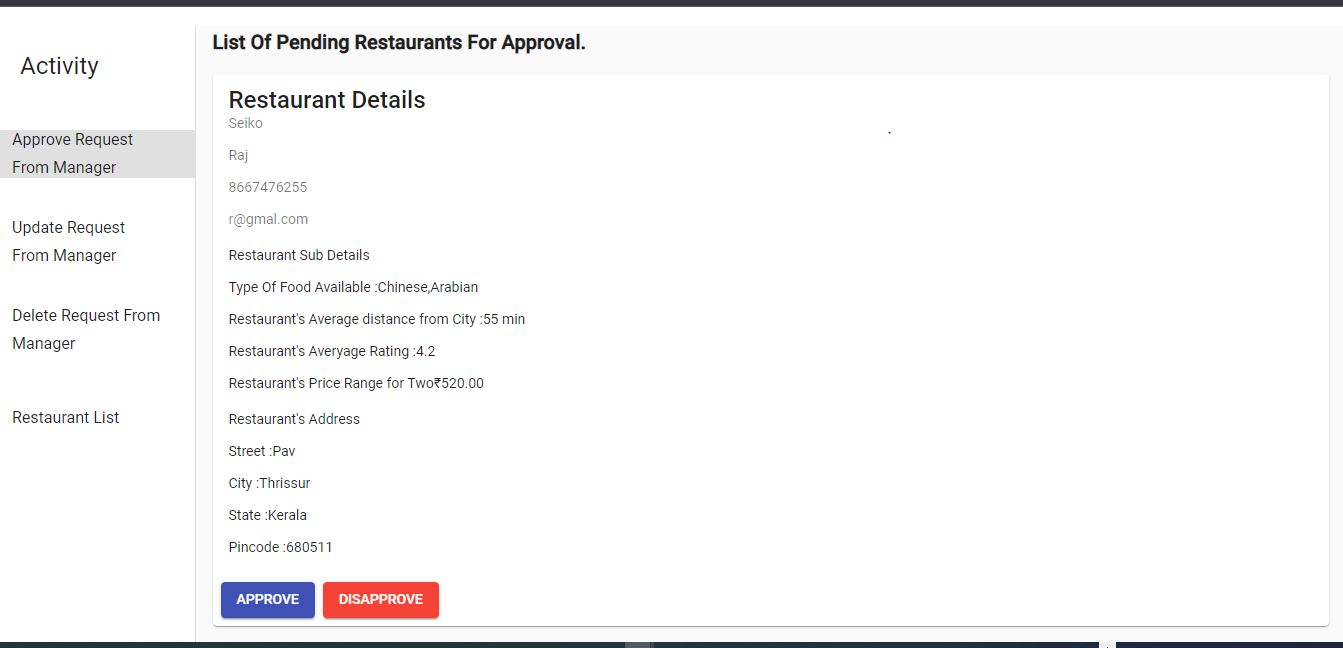 List Of Pending Restaurants For Approval.
Activity
Approve Request
From Manager
Update Request
From Manager
Delete Request From
Manager
Restaurant List
Restaurant Details
Seiko
Raj
8667476255
r@gmal.com
Restaurant Sub Details
Type Of Food Available :Chinese,Arabian
Restaurant's Average distance from City :55 min
Restaurant's Averyage Rating :4.2
Restaurant's Price Range for Two₹520.00
Restaurant's Address
Street :Pav
City :Thrissur
State :Kerala
Pincode :680511
APPROVE
DISAPPROVE